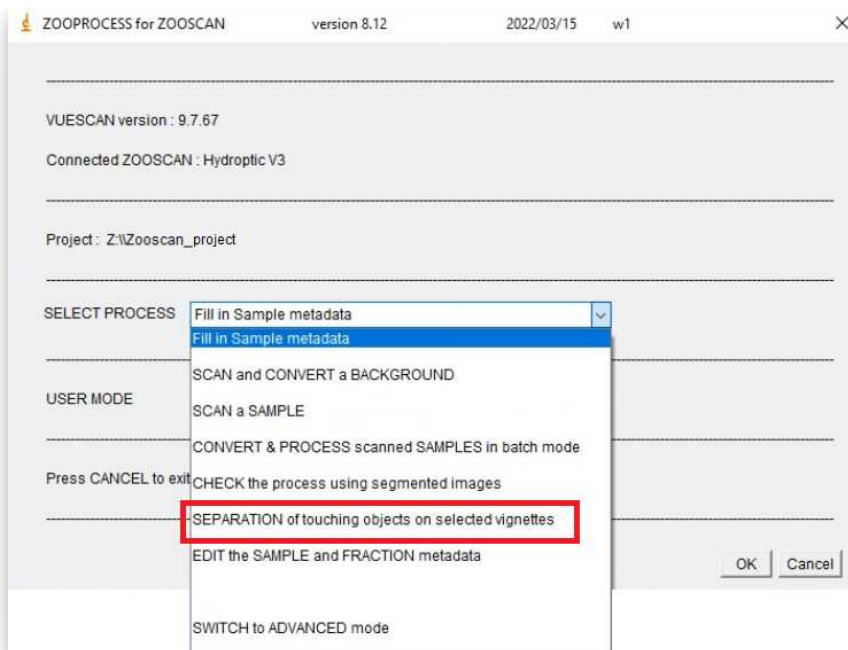 ZOOPROCESS for ZOOSCAN version 8.12 2022/03/15 w1
VUESCAN version : 9.7.67
Connected ZOOSCAN : Hydroptic V3
Project : Z:\\Zooscan_project
SELECT PROCESS Fill in Sample metadata
Fill in Sample metadata
SCAN and CONVERT a BACKGROUND
USER MODE
SCAN a SAMPLE
CONVERT & PROCESS scanned SAMPLES in batch mode
Press CANCEL to exit
CHECK the process using segmented images
SEPARATION of touching objects on selected vignettes
EDIT the SAMPLE and FRACTION metadata
OK Cancel
SWITCH to ADVANCED mode